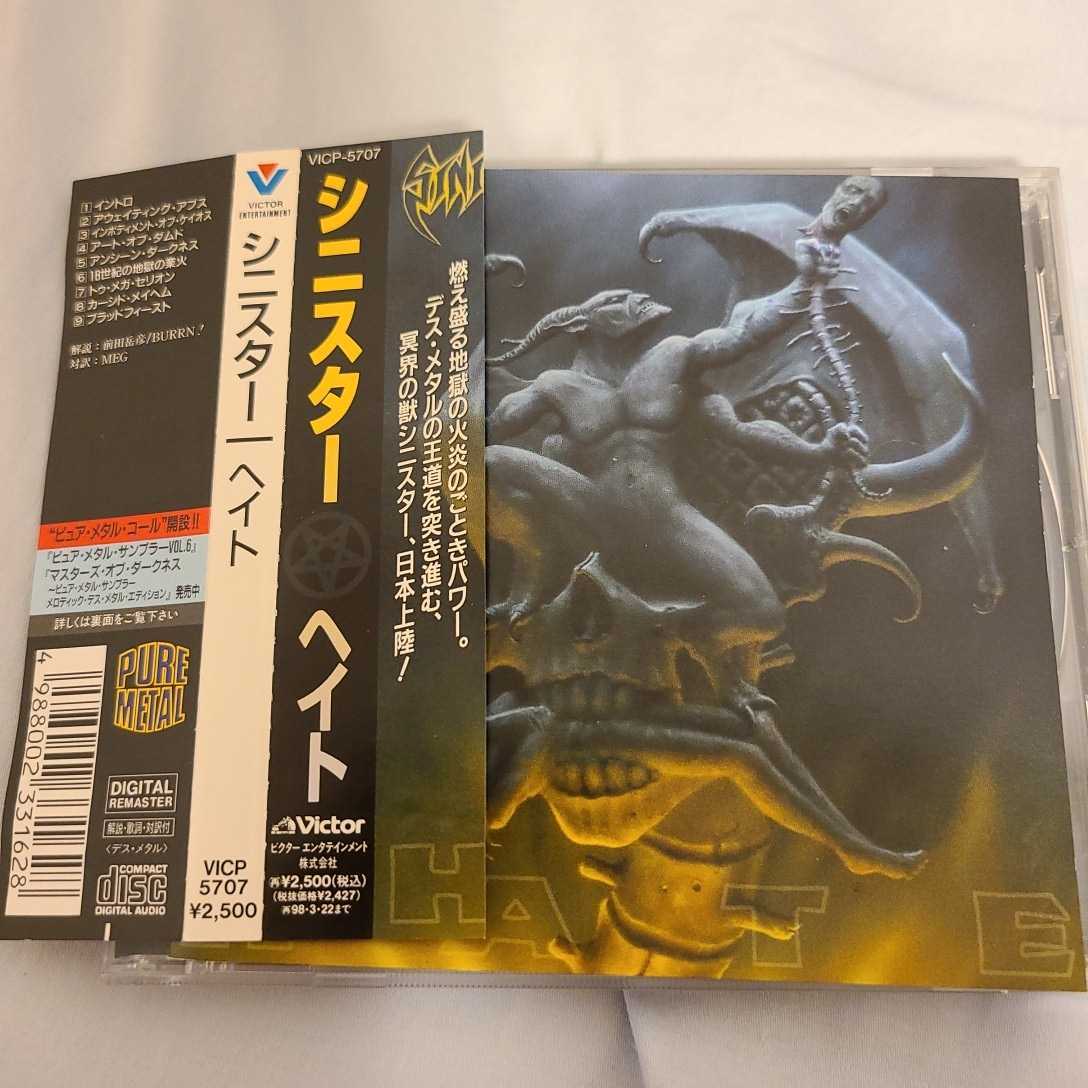 1 イントロ
2 アウェイティング・アブス
3 インボディメント・オブ・ケイオス
4 アート・オブ・ダムド
5 アンシーン・ダークネス
6 18世紀の地獄の業火
7 トゥ・メガ・セリオン
8 カーシド・メイヘム
9 ブラッドフィースト
解説：前田岳彦/BURRN!
対訳：MEG
“ピュア・メタル・コール”開設!!
『ピュア・メタル・サンプラーVOL.6』
『マスターズ・オブ・ダークネス
〜ピュア・メタル・サンプラー
メロディック・デス・メタル・エディション』発売中
詳しくは裏面をご覧下さい
PURE
METAL
4 988002 331628
DIGITAL
REMASTER
解説・歌詞・対訳付
〈デス・メタル〉
COMPACT
disc
DIGITAL AUDIO
VICTOR
ENTERTAINMENT
シニスター｜ヘイト
VICP
5707
¥2,500
VICP-5707
シニスター
ヘイト
Victor
ビクター エンタテインメント
株式会社
再¥2,500(税込)
(税抜価格¥2,427)
再98・3・22まで
SINI
燃え盛る地獄の火炎のごときパワー。
デス・メタルの王道を突き進む、
冥界の獣シニスター、日本上陸！
HATE